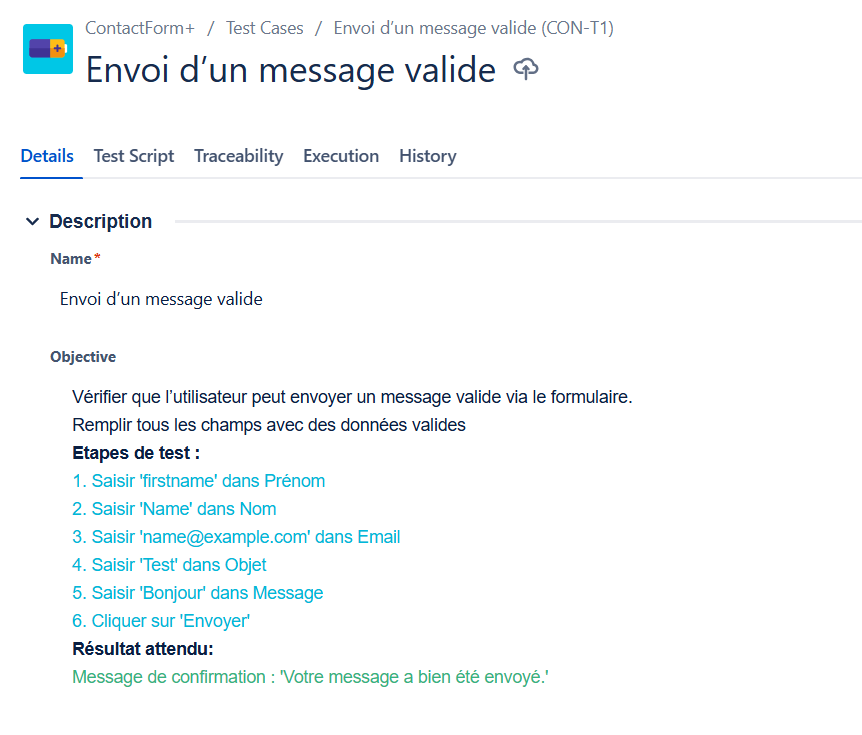 ContactForm+ / Test Cases / Envoi d’un message valide (CON-T1)
Envoi d’un message valide
Details Test Script Traceability Execution History
Description
Name*
Envoi d’un message valide
Objective
Vérifier que l’utilisateur peut envoyer un message valide via le formulaire.
Remplir tous les champs avec des données valides
Etapes de test :
1. Saisir 'firstname' dans Prénom
2. Saisir 'Name' dans Nom
3. Saisir 'name@example.com' dans Email
4. Saisir 'Test' dans Objet
5. Saisir 'Bonjour' dans Message
6. Cliquer sur 'Envoyer'
Résultat attendu:
Message de confirmation : 'Votre message a bien été envoyé.'